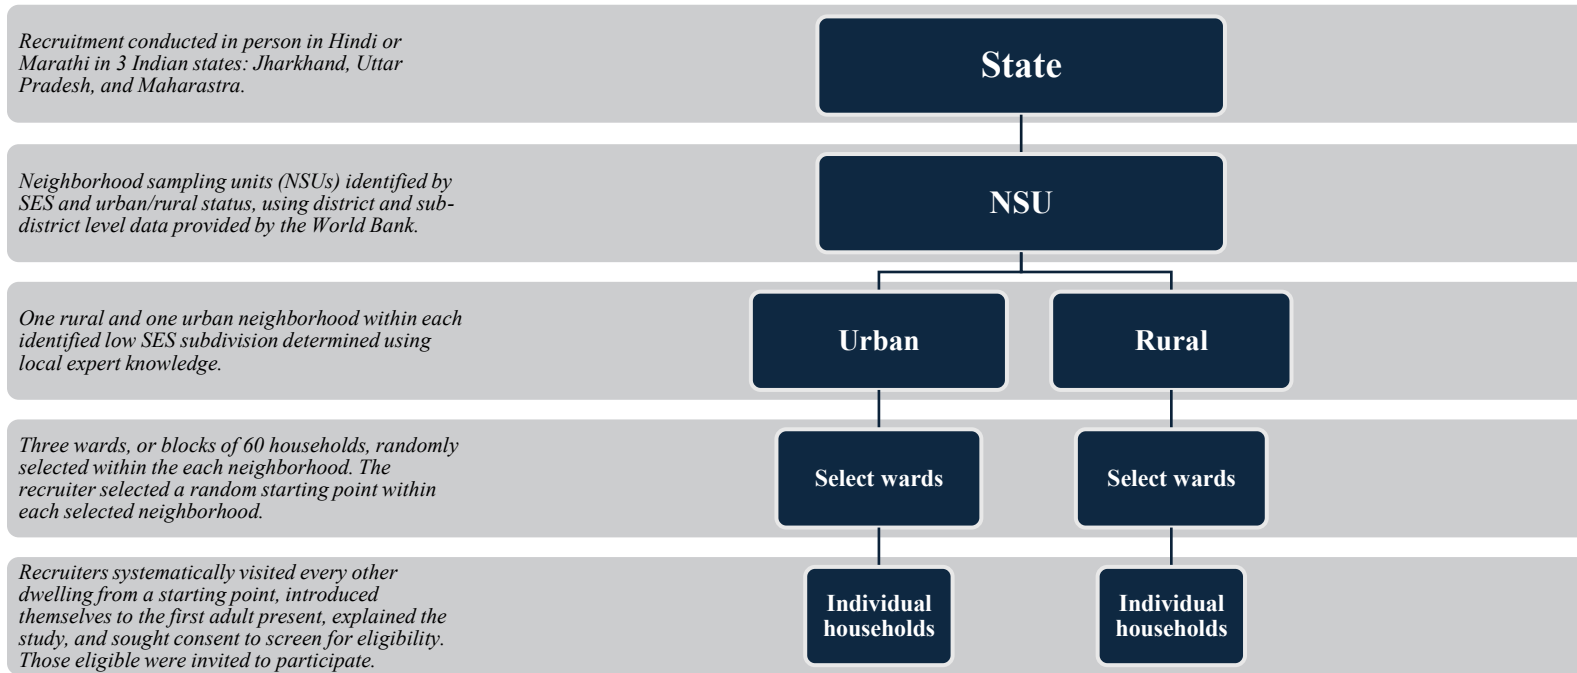 Recruitment conducted in person in Hindi or
Marathi in 3 Indian states: Jharkhand, Uttar
Pradesh, and Maharastra.
State
Neighborhood sampling units (NSUs) identified by
SES and urban/rural status, using district and sub-
district level data provided by the World Bank.
NSU
One rural and one urban neighborhood within each
identified low SES subdivision determined using
local expert knowledge.
Urban
Rural
Three wards, or blocks of 60 households, randomly
selected within the each neighborhood. The
recruiter selected a random starting point within
each selected neighborhood.
Select wards
Select wards
Recruiters systematically visited every other
dwelling from a starting point, introduced
themselves to the first adult present, explained the
study, and sought consent to screen for eligibility.
Those eligible were invited to participate.
Individual
households
Individual
households